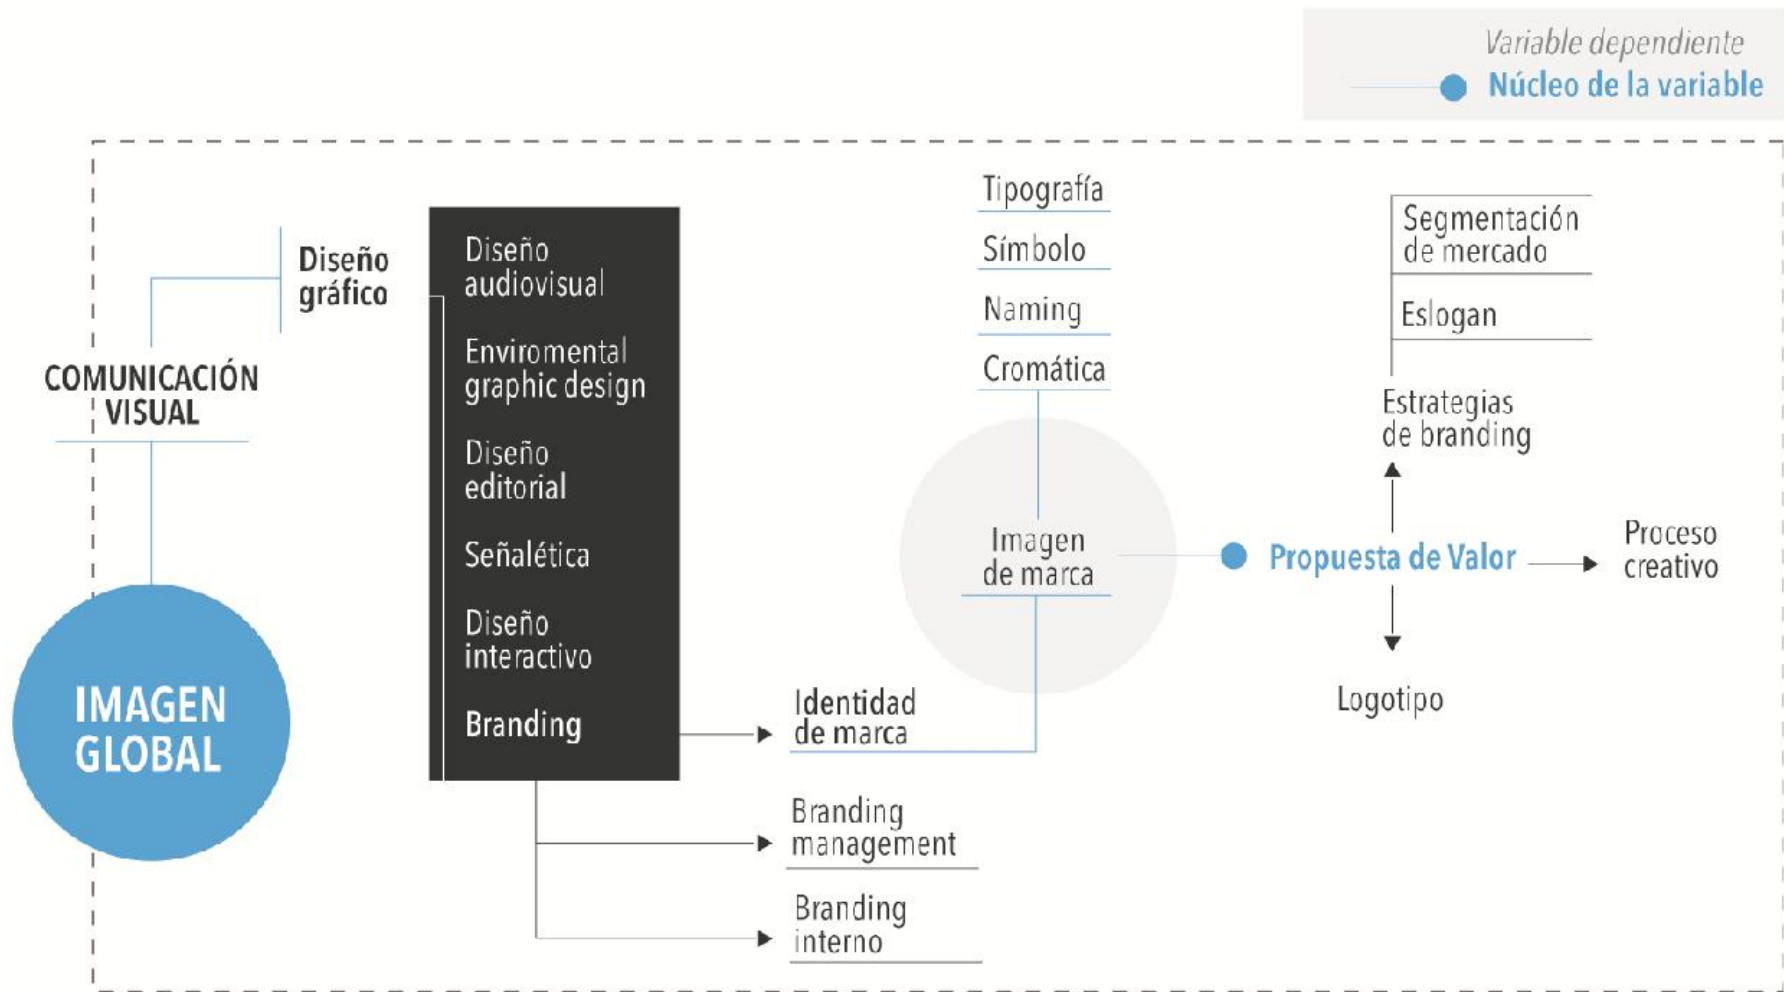 Variable dependiente
Núcleo de la variable
IMAGEN
GLOBAL
COMUNICACIÓN
VISUAL
Diseño
gráfico
Diseño
audiovisual
Enviromental
graphic design
Diseño
editorial
Señalética
Diseño
interactivo
Branding
Identidad
de marca
Branding
management
Branding
interno
Tipografía
Símbolo
Naming
Cromática
Imagen
de marca
Propuesta de Valor
Segmentación
de mercado
Eslogan
Estrategias
de branding
Proceso
creativo
Logotipo